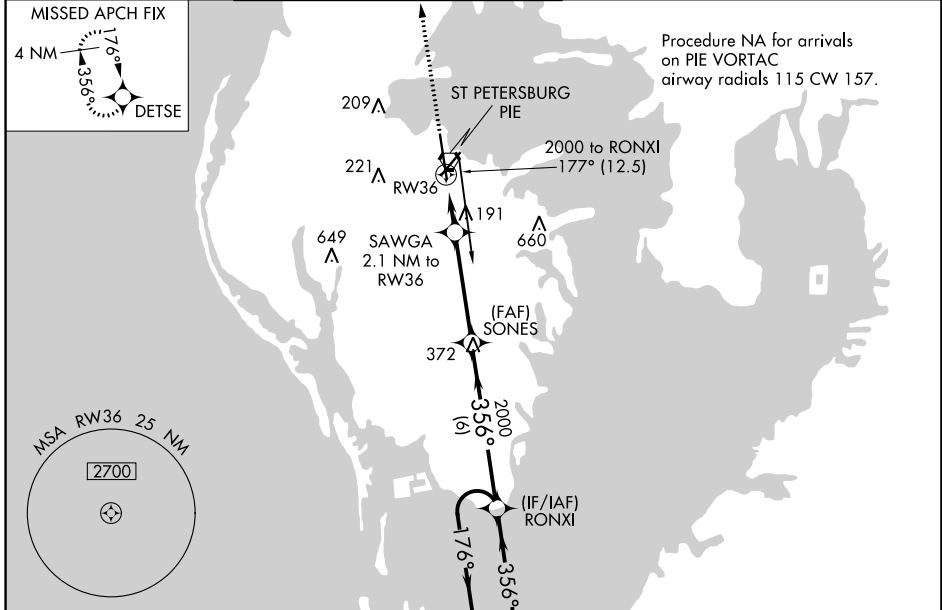 MISSED APCH FIX
4 NM
176°
356°
DETSE
Procedure NA for arrivals
on PIE VORTAC
airway radials 115 CW 157.
ST PETERSBURG
PIE
209
2000 to RONXI
177° (12.5)
221
RW36
191
649
660
SAWGA
2.1 NM to
RW36
(FAF)
SONES
372
2000
356°
(6)
MSA RW36 25 NM
2700
(IF/IAF)
RONXI
176°
356°